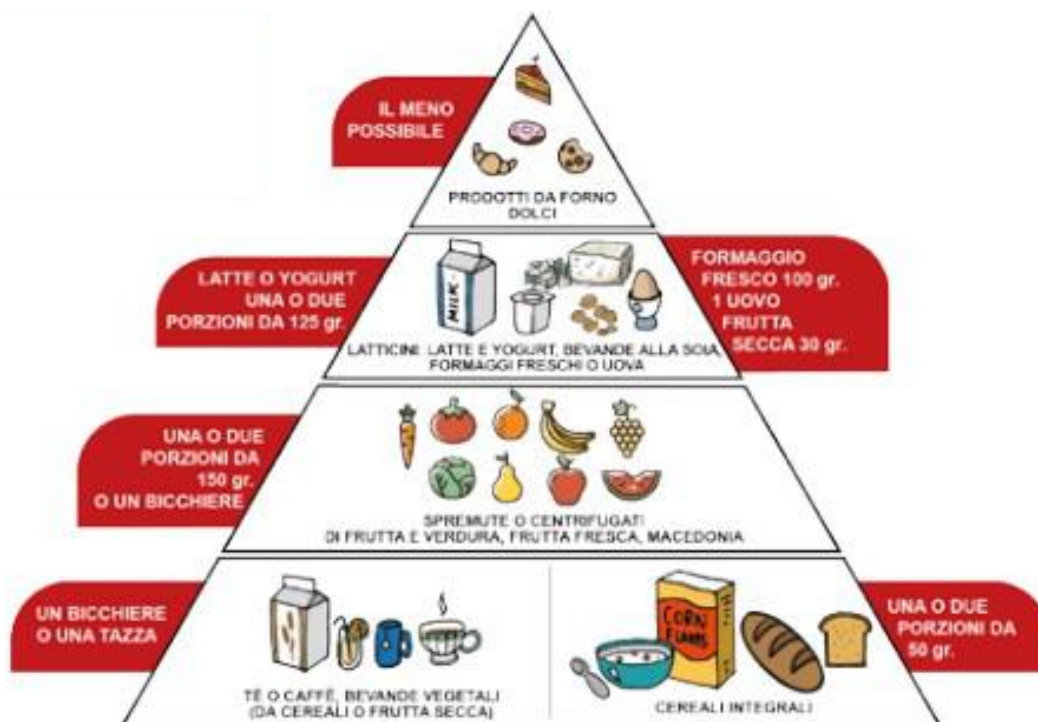 IL MENO
POSSIBILE
PRODOTTI DA FORNO
DOLCI
LATTE O YOGURT
UNA O DUE
PORZIONI DA 125 gr.
FORMAGGIO
FRESCO 100 gr.
1 UOVO
FRUTTA
SECCA 30 gr.
MILK
LATTICINI: LATTE E YOGURT, BEVANDE ALLA SOIA,
FORMAGGI FRESCHI O UOVA
UNA O DUE
PORZIONI DA
150 gr.
O UN BICCHIERE
SPREMUTE O CENTRIFUGATI
DI FRUTTA E VERDURA, FRUTTA FRESCA, MACEDONIA
UN BICCHIERE
O UNA TAZZA
TÈ O CAFFÈ, BEVANDE VEGETALI
(DA CEREALI O FRUTTA SECCA)
CORN
FLAKES
CEREALI INTEGRALI
UNA O DUE
PORZIONI DA
50 gr.